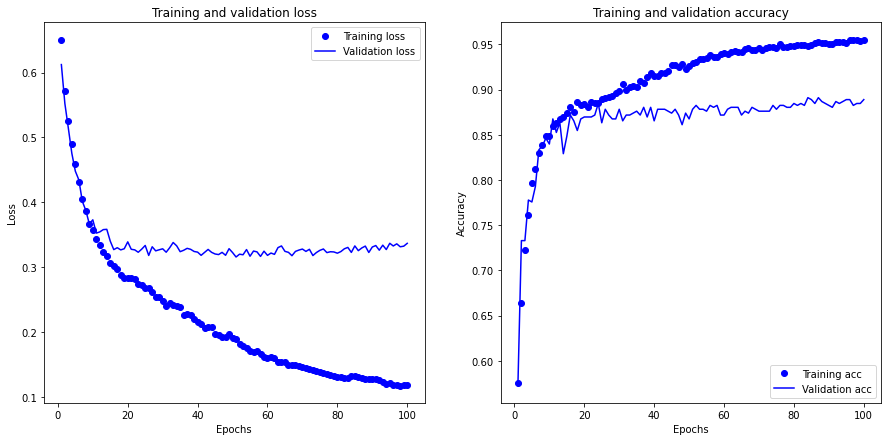 Training and validation loss
Training loss
Validation loss
0.6
0.5
0.4
0.3
0.2
0.1
Loss
0
20
40
60
80
100
Epochs
Training and validation accuracy
0.95
0.90
0.85
0.80
0.75
0.70
0.65
0.60
Accuracy
Training acc
Validation acc
0
20
40
60
80
100
Epochs